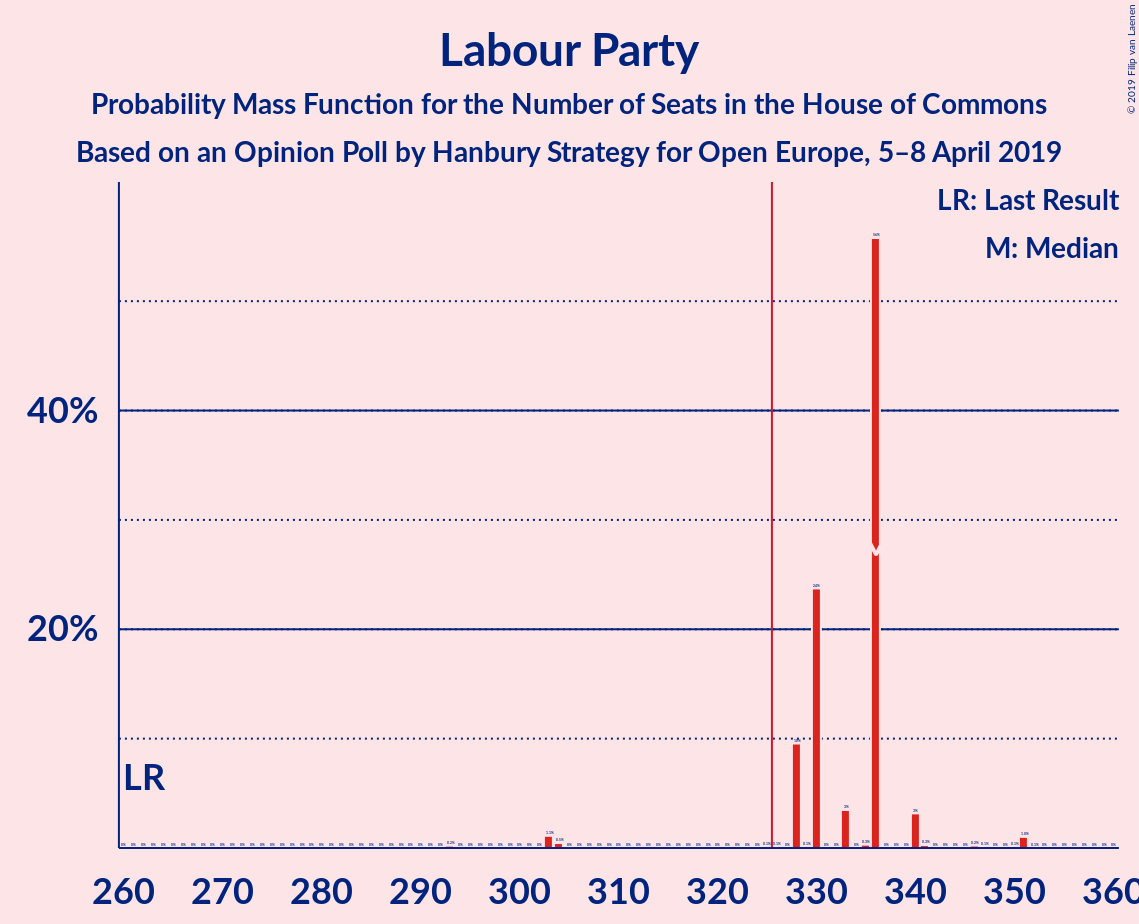 Labour Party
Probability Mass Function for the Number of Seats in the House of Commons
Based on an Opinion Poll by Hanbury Strategy for Open Europe, 5–8 April 2019
© 2019 Filip van Laenen
LR: Last Result
M: Median
40%
20%
LR
260 270 280 290 300 310 320 330 340 350 360